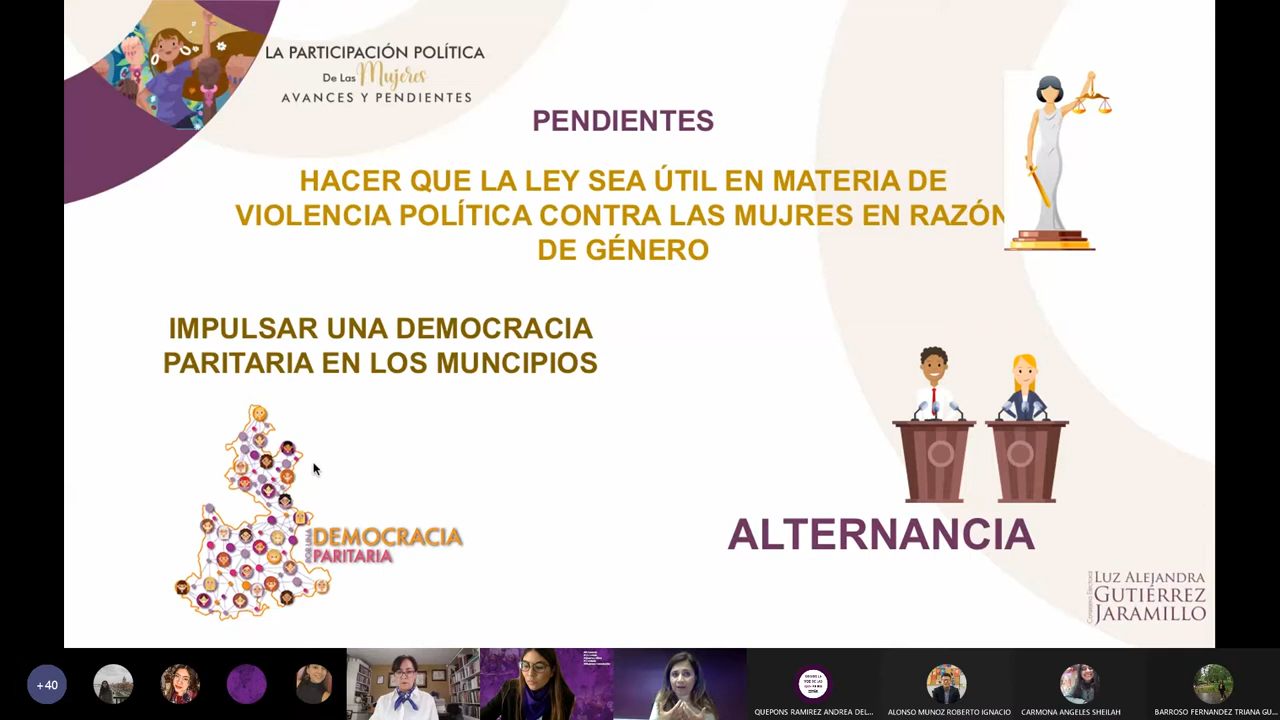 LA PARTICIPACIÓN POLÍTICA
De Las Mujeres
AVANCES Y PENDIENTES
PENDIENTES
HACER QUE LA LEY SEA ÚTIL EN MATERIA DE
VIOLENCIA POLÍTICA CONTRA LAS MUJRES EN RAZÓN
DE GÉNERO
IMPULSAR UNA DEMOCRACIA
PARITARIA EN LOS MUNCIPIOS
POR UNA
DEMOCRACIA
PARITARIA
ALTERNANCIA
LUZ ALEJANDRA
GUTIÉRREZ
JARAMILLO
+40
QUEPONS RAMIREZ ANDREA DEL...
ALONSO MUNOZ ROBERTO IGNACIO
CARMONA ANGELES SHEILAH
BARROSO FERNANDEZ TRIANA GU...